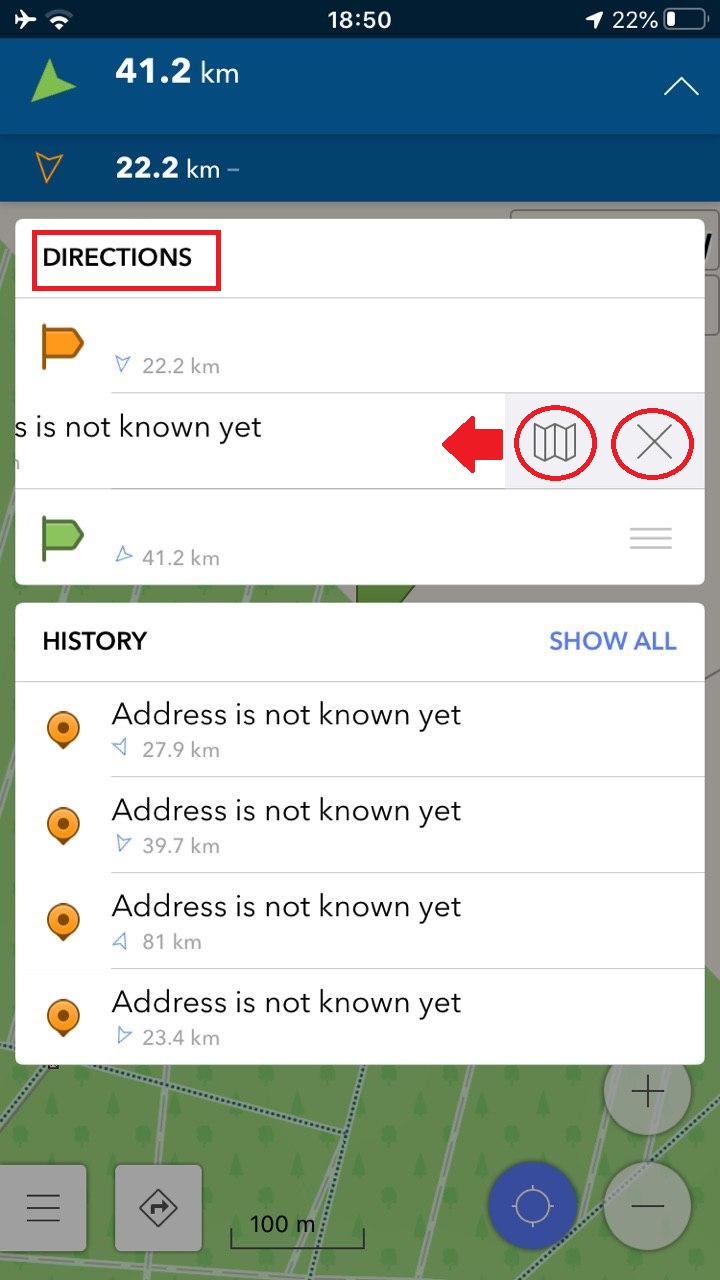 18:50
22%
41.2 km
22.2 km –
DIRECTIONS
22.2 km
s is not known yet
41.2 km
HISTORY
SHOW ALL
Address is not known yet
27.9 km
Address is not known yet
39.7 km
Address is not known yet
81 km
Address is not known yet
23.4 km
100 m